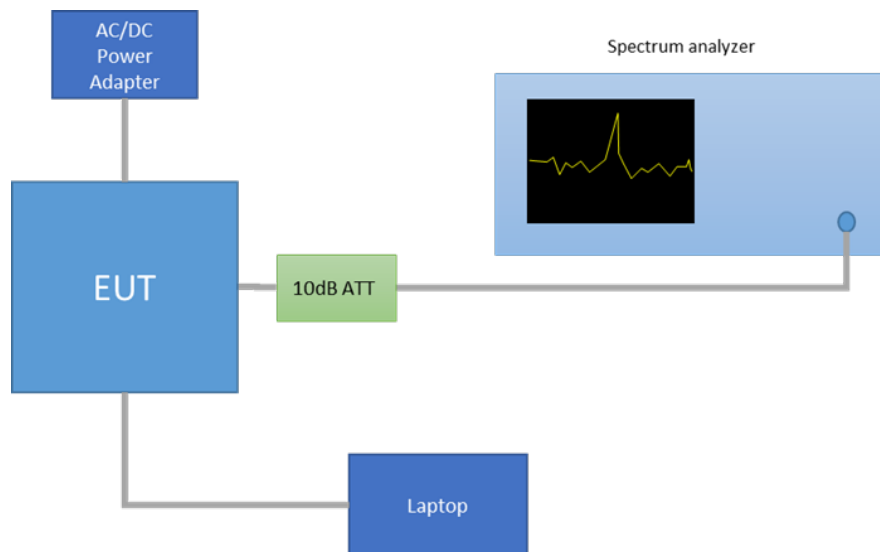 AC/DC
Power
Adapter
Spectrum analyzer
EUT
10dB ATT
Laptop